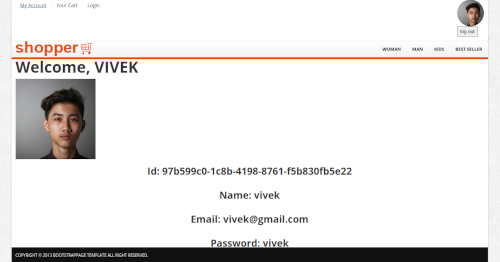 My Account
Your Cart
Login
log out
shopper
WOMAN
MAN
KIDS
BEST SELLER
Welcome, VIVEK
Id: 97b599c0-1c8b-4198-8761-f5b830fb5e22
Name: vivek
Email: vivek@gmail.com
Password: vivek
COPYRIGHT © 2013 BOOTSTRAPPAGE TEMPLATE ALL RIGHT RESERVED.